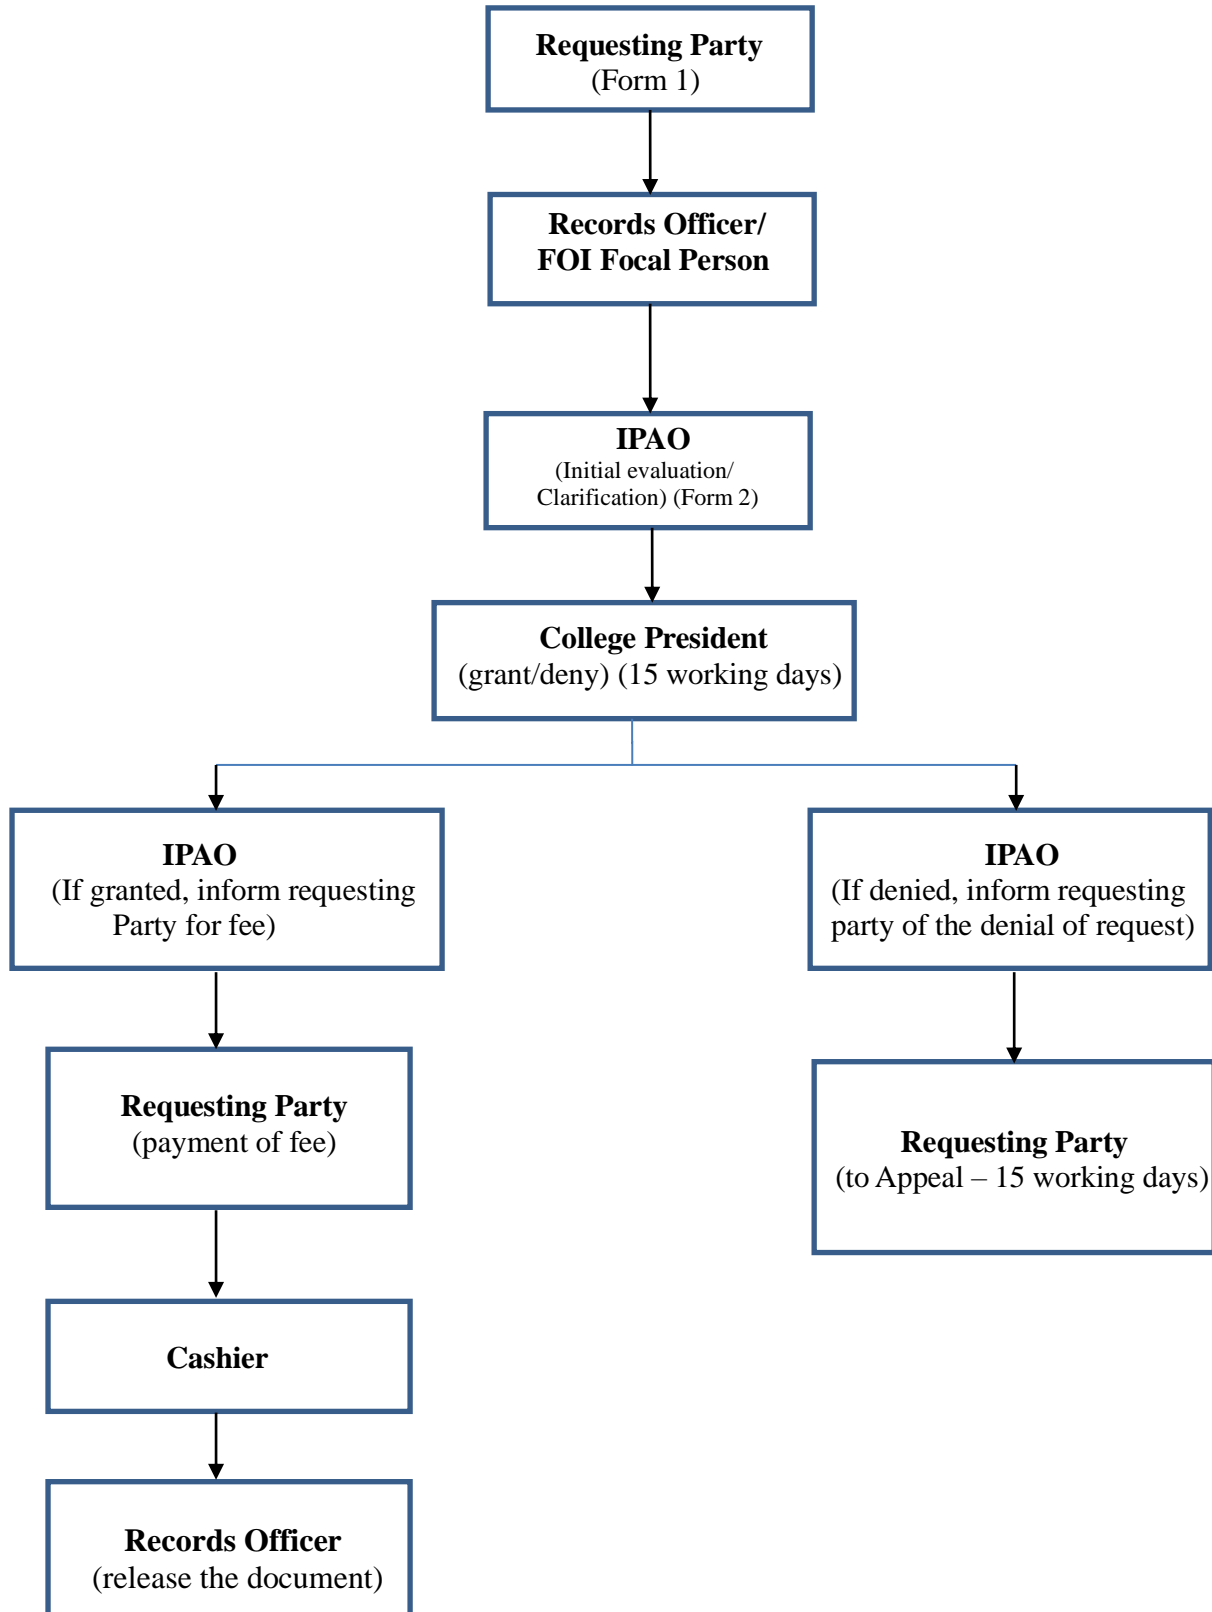 Requesting Party
(Form 1)
Records Officer/
FOI Focal Person
IPAO
(Initial evaluation/
Clarification) (Form 2)
College President
(grant/deny) (15 working days)
IPAO
(If granted, inform requesting
Party for fee)
IPAO
(If denied, inform requesting
party of the denial of request)
Requesting Party
(payment of fee)
Requesting Party
(to Appeal – 15 working days)
Cashier
Records Officer
(release the document)